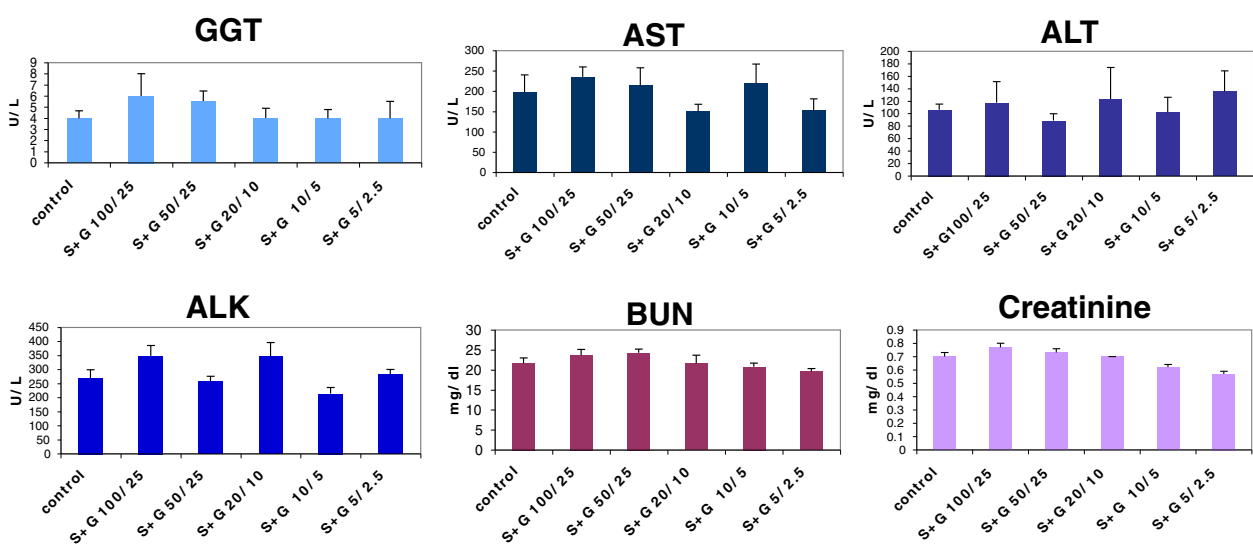 GGT
U/ L
9
8
7
6
5
4
3
2
1
0
control
S+ G 100/ 25
S+ G 50/ 25
S+ G 20/ 10
S+ G 10/ 5
S+ G 5/ 2.5
AST
U/ L
300
250
200
150
100
50
0
control
S+ G 100/ 25
S+ G 50/ 25
S+ G 20/ 10
S+ G 10/ 5
S+ G 5/ 2.5
ALT
U/ L
200
180
160
140
120
100
80
60
40
20
0
control
S+ G100/ 25
S+ G 50/ 25
S+ G 20/ 10
S+ G 10/ 5
S+ G 5/ 2.5
ALK
U/ L
450
400
350
300
250
200
150
100
50
0
control
S+ G 100/ 25
S+ G 50/ 25
S+ G 20/ 10
S+ G 10/ 5
S+ G 5/ 2.5
BUN
mg/ dl
30
25
20
15
10
5
0
control
S+ G 100/ 25
S+ G 50/ 25
S+ G 20/ 10
S+ G 10/ 5
S+ G 5/ 2.5
Creatinine
mg/ dl
0.9
0.8
0.7
0.6
0.5
0.4
0.3
0.2
0.1
0
control
S+ G 100/ 25
S+ G 50/ 25
S+ G 20/ 10
S+ G 10/ 5
S+ G 5/ 2.5